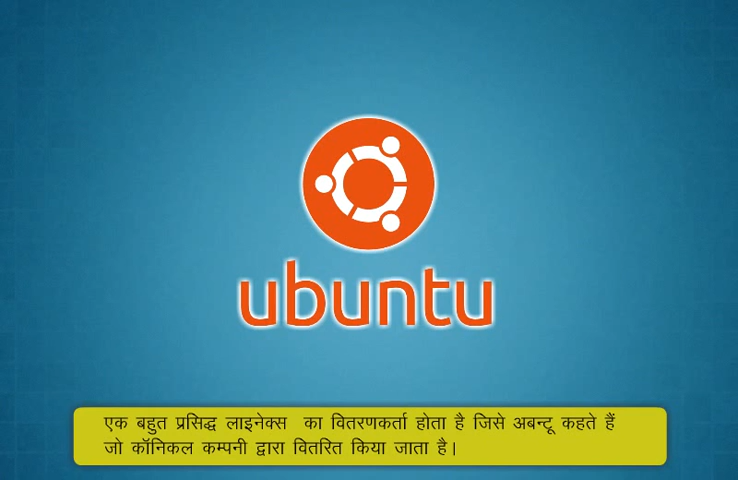 ubuntu
एक बहुत प्रसिद्ध लाइनेक्स का वितरणकर्ता होता है जिसे अबन्टू कहते हैं
जो कॉनिकल कम्पनी द्वारा वितरित किया जाता है।